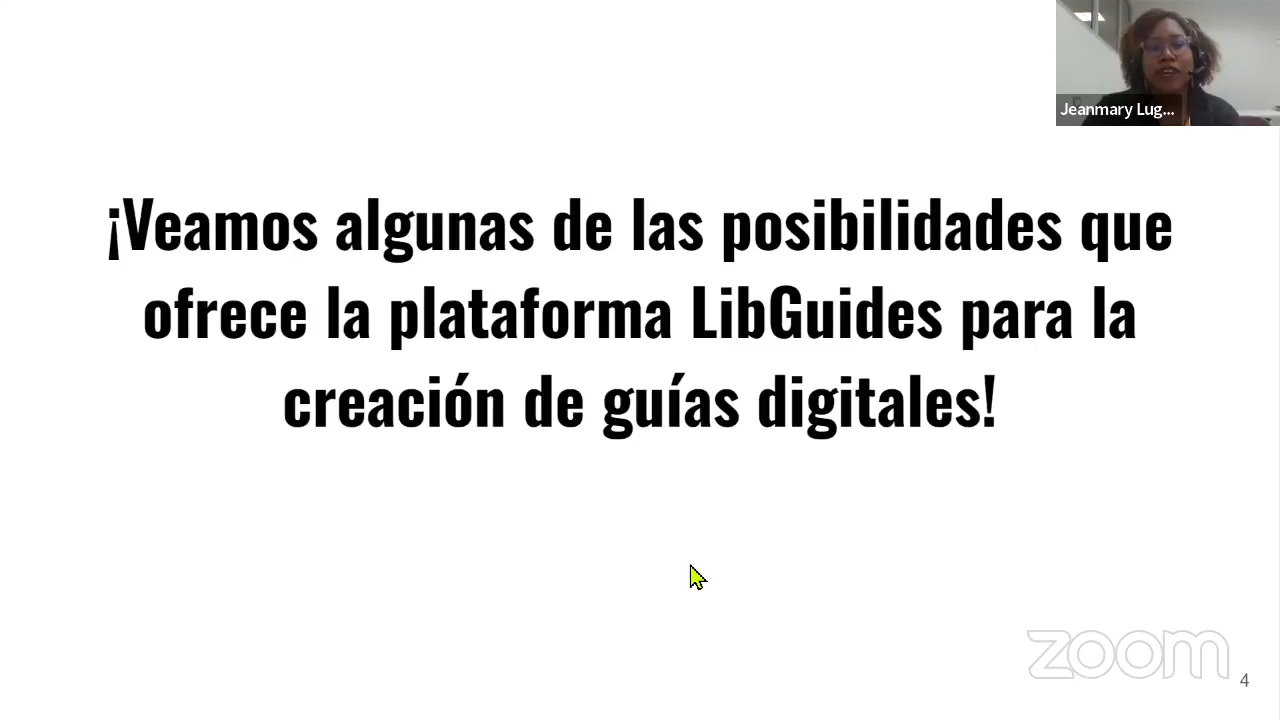 Jeanmary Lug...
¡Veamos algunas de las posibilidades que
ofrece la plataforma LibGuides para la
creación de guías digitales!
zoom
4